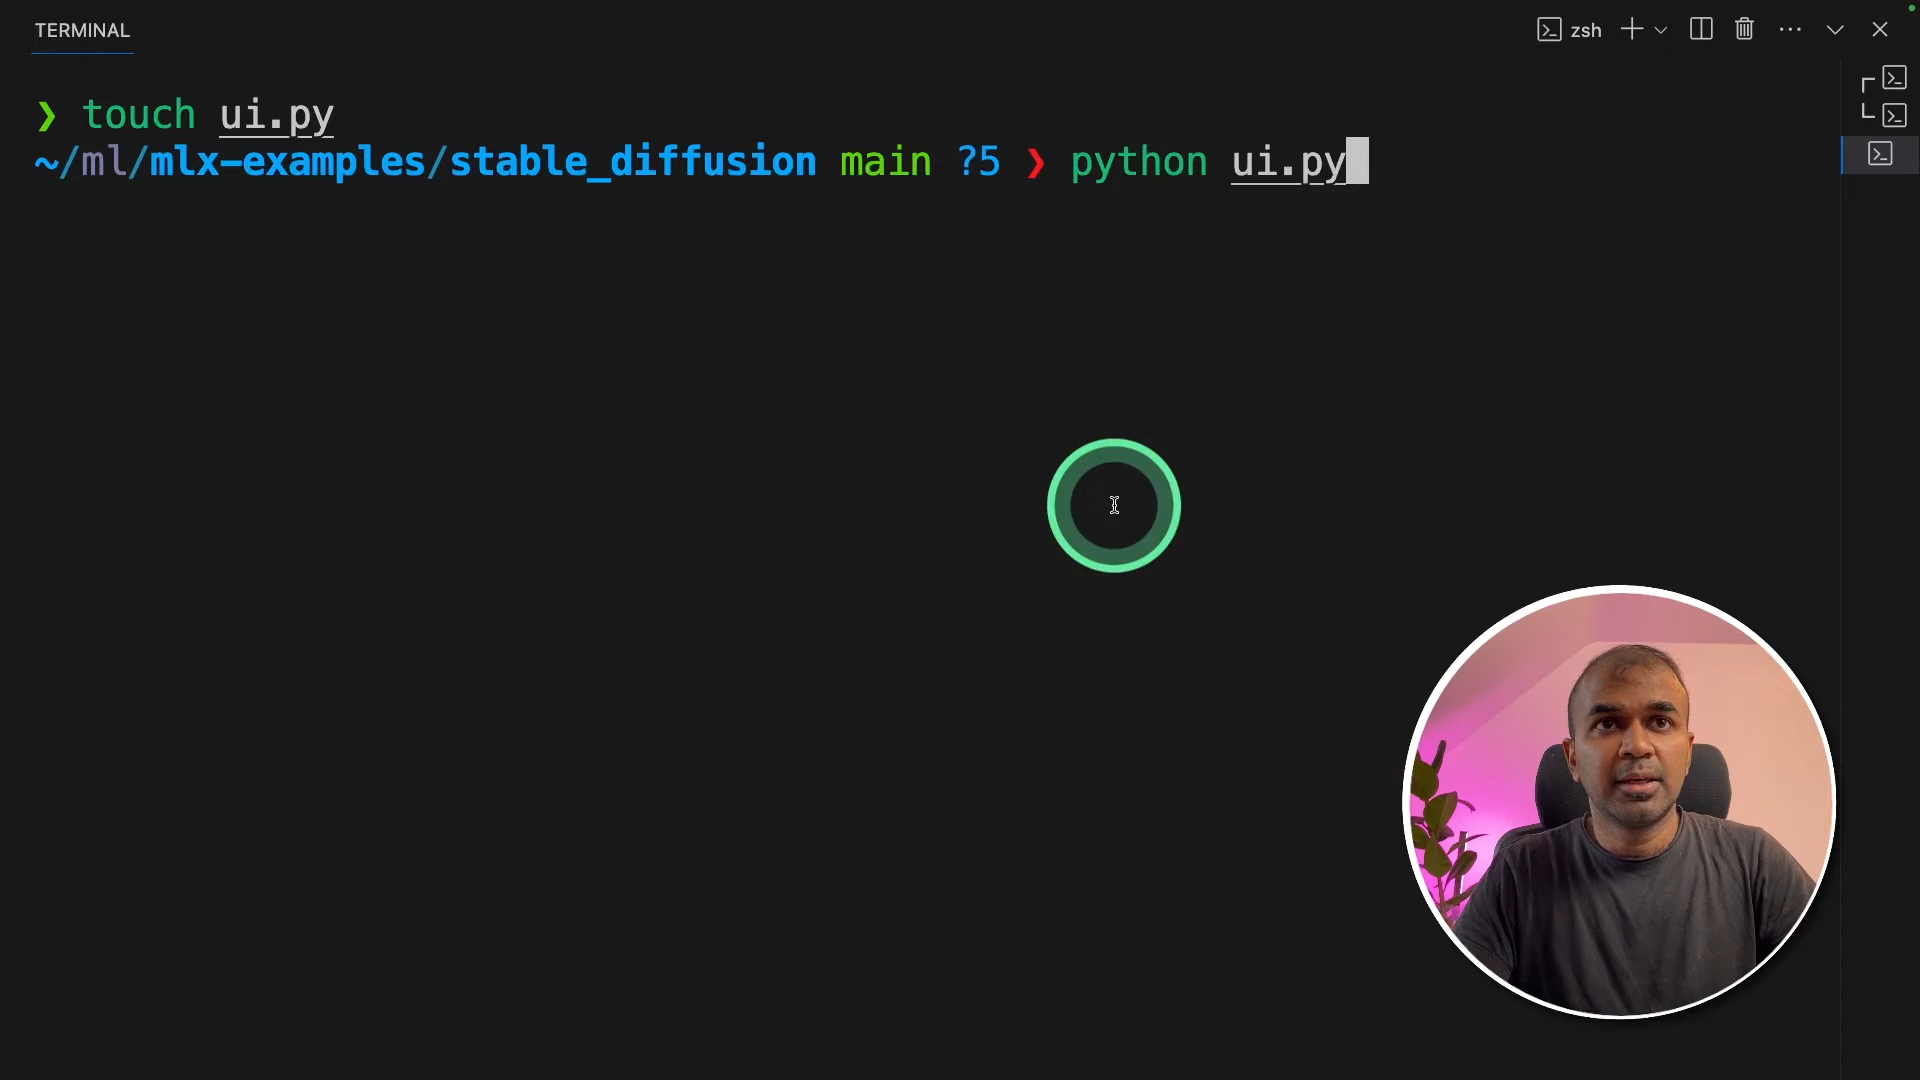 TERMINAL
zsh
❯ touch ui.py
~/ml/mlx-examples/stable_diffusion main ?5 ❯ python ui.py